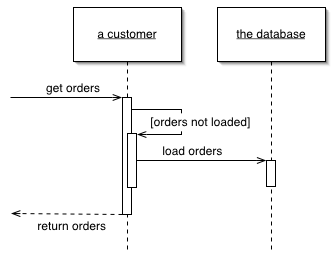 a customer
the database
get orders
[orders not loaded]
load orders
return orders